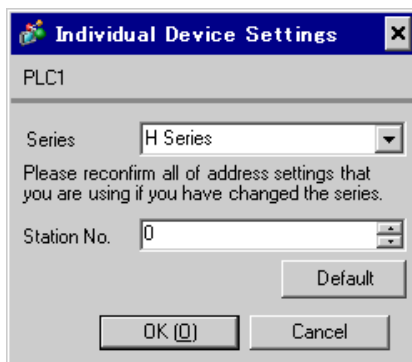 Individual Device Settings
PLC1
Series H Series
Please reconfirm all of address settings that
you are using if you have changed the series.
Station No. 0
Default
OK (O) Cancel